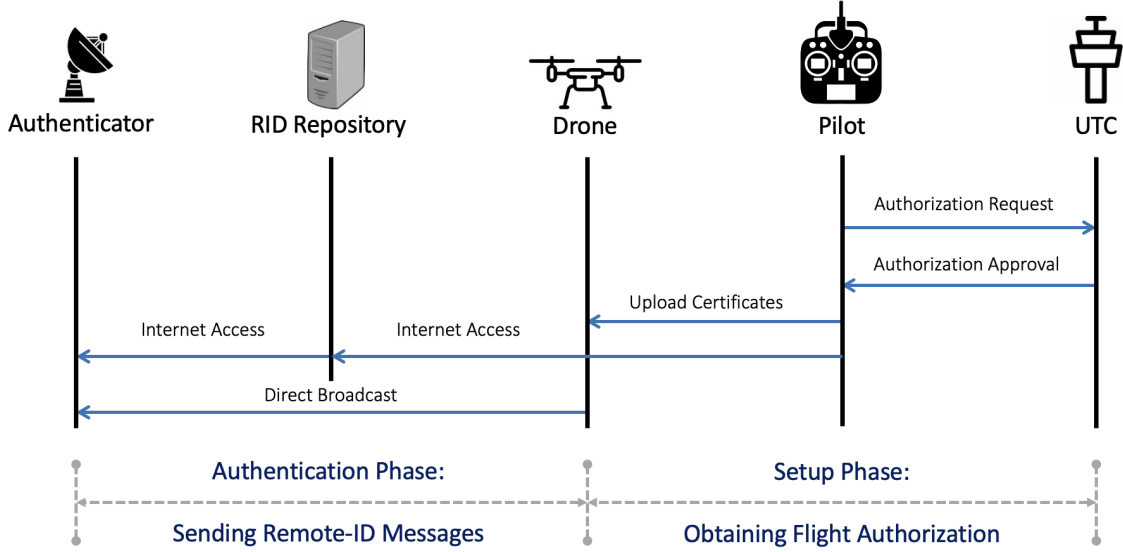 Authenticator
RID Repository
Drone
Pilot
UTC
Authorization Request
Authorization Approval
Upload Certificates
Internet Access
Internet Access
Direct Broadcast
Authentication Phase:
Setup Phase:
Sending Remote-ID Messages
Obtaining Flight Authorization